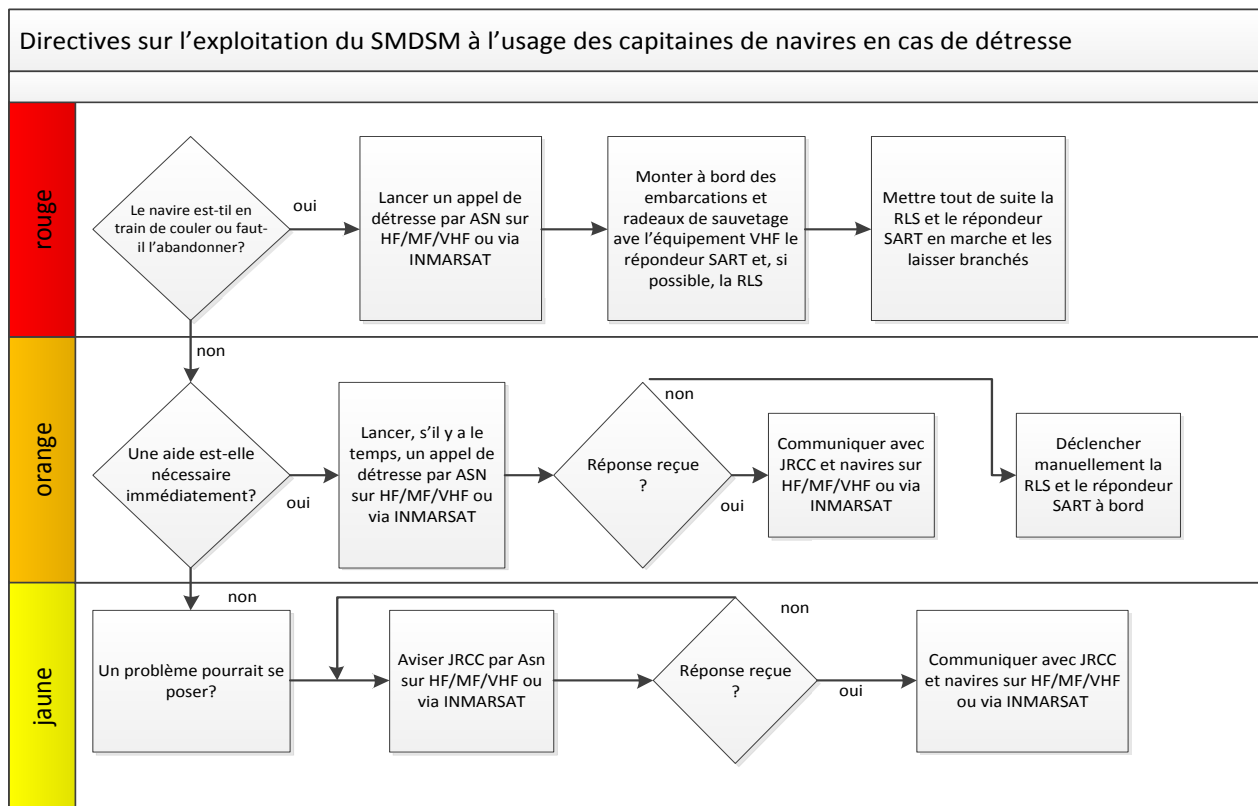 Directives sur l'exploitation du SMDSM à l'usage des capitaines de navires en cas de détresse
rouge
Le navire est-til en
train de couler ou faut-
il l'abandonner?
oui
Lancer un appel de
détresse par ASN sur
HF/MF/VHF ou via
INMARSAT
Monter à bord des
embarcations et
radeaux de sauvetage
ave l'équipement VHF le
répondeur SART et, si
possible, la RLS
Mettre tout de suite la
RLS et le répondeur
SART en marche et les
laisser branchés
non
orange
Une aide est-elle
nécessaire
immédiatement?
oui
Lancer, s'il y a le
temps, un appel de
détresse par ASN
sur HF/MF/VHF ou
via INMARSAT
Réponse reçue
?
non
oui
Communiquer avec
JRCC et navires sur
HF/MF/VHF ou via
INMARSAT
Déclencher
manuellement la
RLS et le répondeur
SART à bord
non
jaune
Un problème pourrait se
poser?
Aviser JRCC par Asn
sur HF/MF/VHF ou
via INMARSAT
Réponse reçue
?
non
oui
Communiquer avec JRCC
et navires sur HF/MF/VHF
ou via INMARSAT